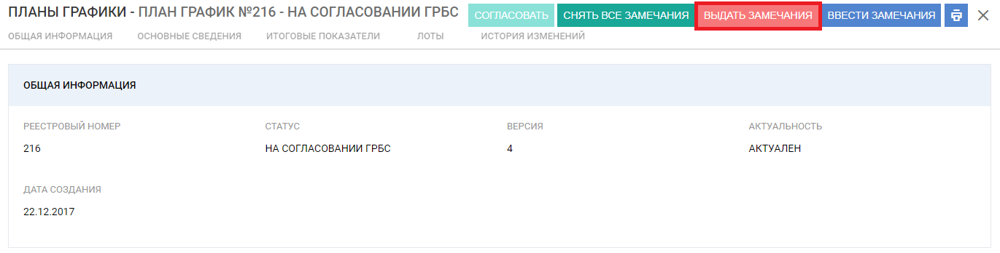 ПЛАНЫ ГРАФИКИ - ПЛАН ГРАФИК №216 - НА СОГЛАСОВАНИИ ГРБС
СОГЛАСОВАТЬ СНЯТЬ ВСЕ ЗАМЕЧАНИЯ ВЫДАТЬ ЗАМЕЧАНИЯ ВВЕСТИ ЗАМЕЧАНИЯ
ОБЩАЯ ИНФОРМАЦИЯ ОСНОВНЫЕ СВЕДЕНИЯ ИТОГОВЫЕ ПОКАЗАТЕЛИ ЛОТЫ ИСТОРИЯ ИЗМЕНЕНИЙ
ОБЩАЯ ИНФОРМАЦИЯ
РЕЕСТРОВЫЙ НОМЕР СТАТУС ВЕРСИЯ АКТУАЛЬНОСТЬ
216 НА СОГЛАСОВАНИИ ГРБС 4 АКТУАЛЕН
ДАТА СОЗДАНИЯ
22.12.2017